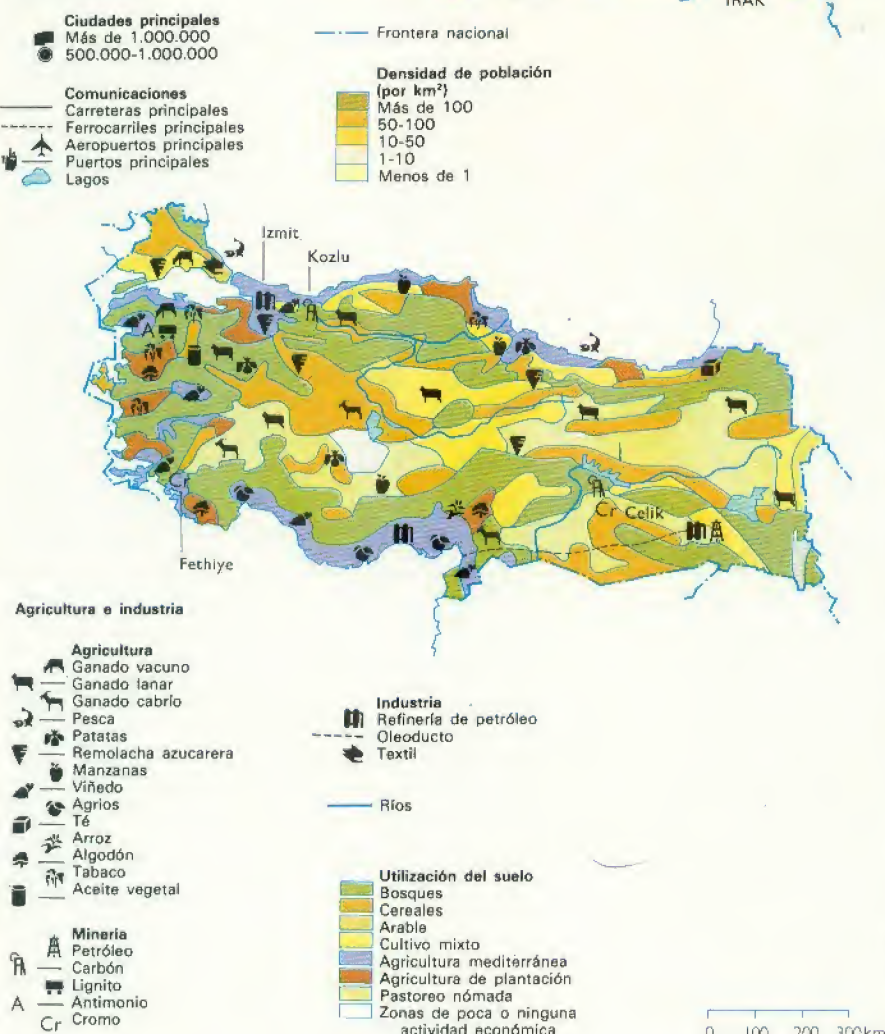 IRAK
Ciudades principales
Más de 1.000.000
500.000-1.000.000
Comunicaciones
Carreteras principales
Ferrocarriles principales
Aeropuertos principales
Puertos principales
Lagos
Frontera nacional
Densidad de población
(por km²)
Más de 100
50-100
10-50
1-10
Menos de 1
Izmit
Kozlu
A
Cr
Cr Celik
Fethiye
Agricultura e industria
Agricultura
Ganado vacuno
Ganado lanar
Ganado cabrío
Pesca
Patatas
Remolacha azucarera
Manzanas
Viñedo
Agrios
Té
Arroz
Algodón
Tabaco
Aceite vegetal
Minería
Petróleo
Carbón
Lignito
A Antimonio
Cr Cromo
Industria
Refinería de petróleo
Oleoducto
Textil
Ríos
Utilización del suelo
Bosques
Cereales
Arable
Cultivo mixto
Agricultura mediterránea
Agricultura de plantación
Pastoreo nómada
Zonas de poca o ninguna
actividad económica
0 100 200 300km